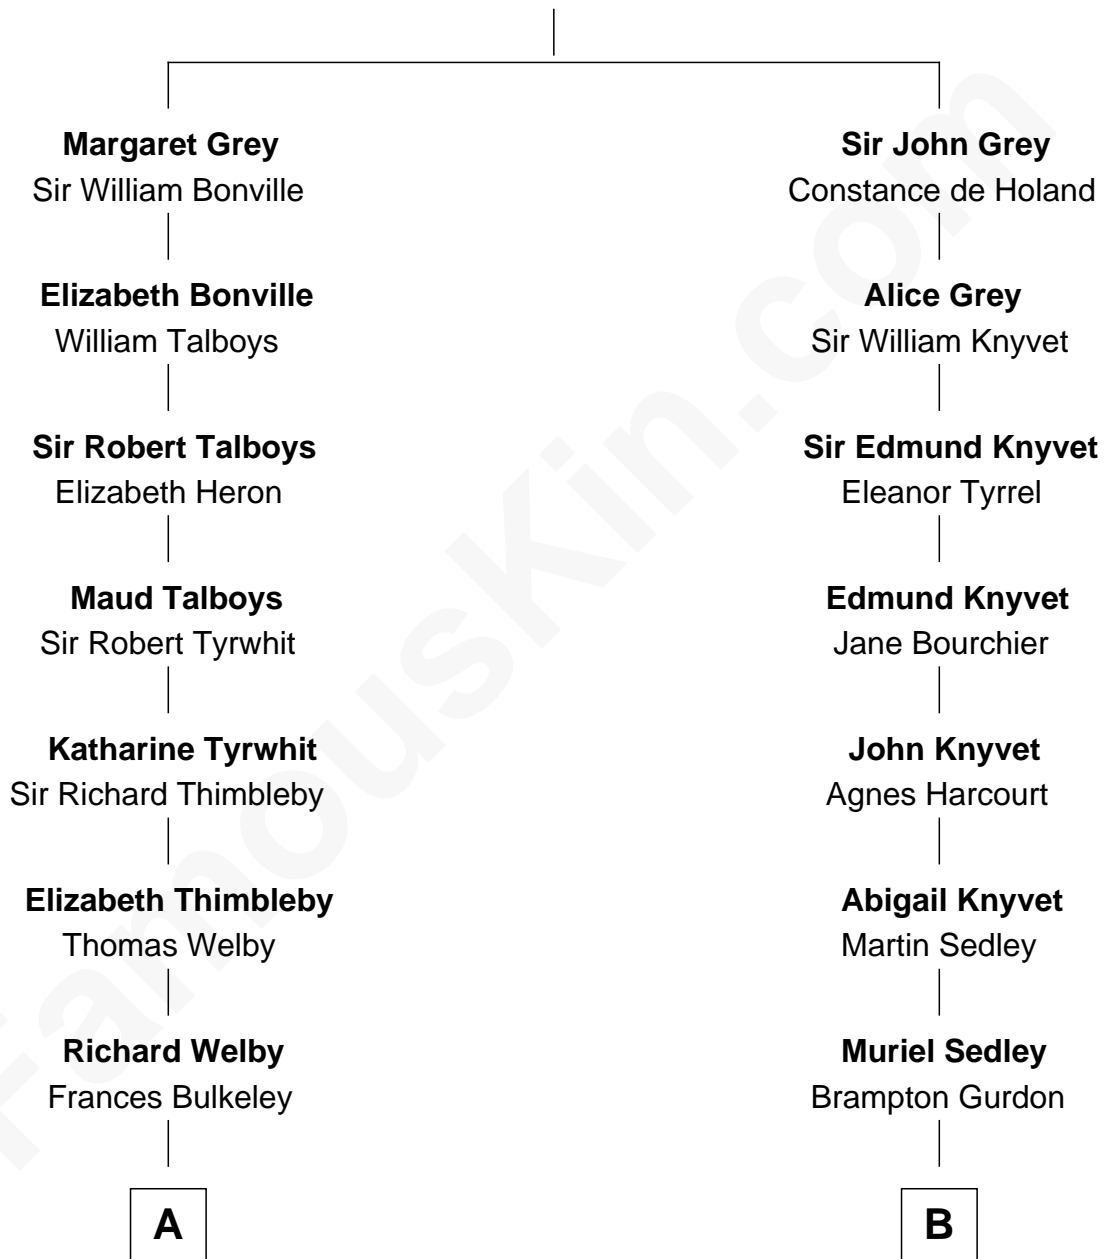 Margaret Grey
Sir William Bonville
Elizabeth Bonville
William Talboys
Sir Robert Talboys
Elizabeth Heron
Maud Talboys
Sir Robert Tyrwhit
Katharine Tyrwhit
Sir Richard Thimbleby
Elizabeth Thimbleby
Thomas Welby
Richard Welby
Frances Bulkeley
A
Sir John Grey
Constance de Holand
Alice Grey
Sir William Knyvet
Sir Edmund Knyvet
Eleanor Tyrrel
Edmund Knyvet
Jane Bourchier
John Knyvet
Agnes Harcourt
Abigail Knyvet
Martin Sedley
Muriel Sedley
Brampton Gurdon
B
FamousKin.com